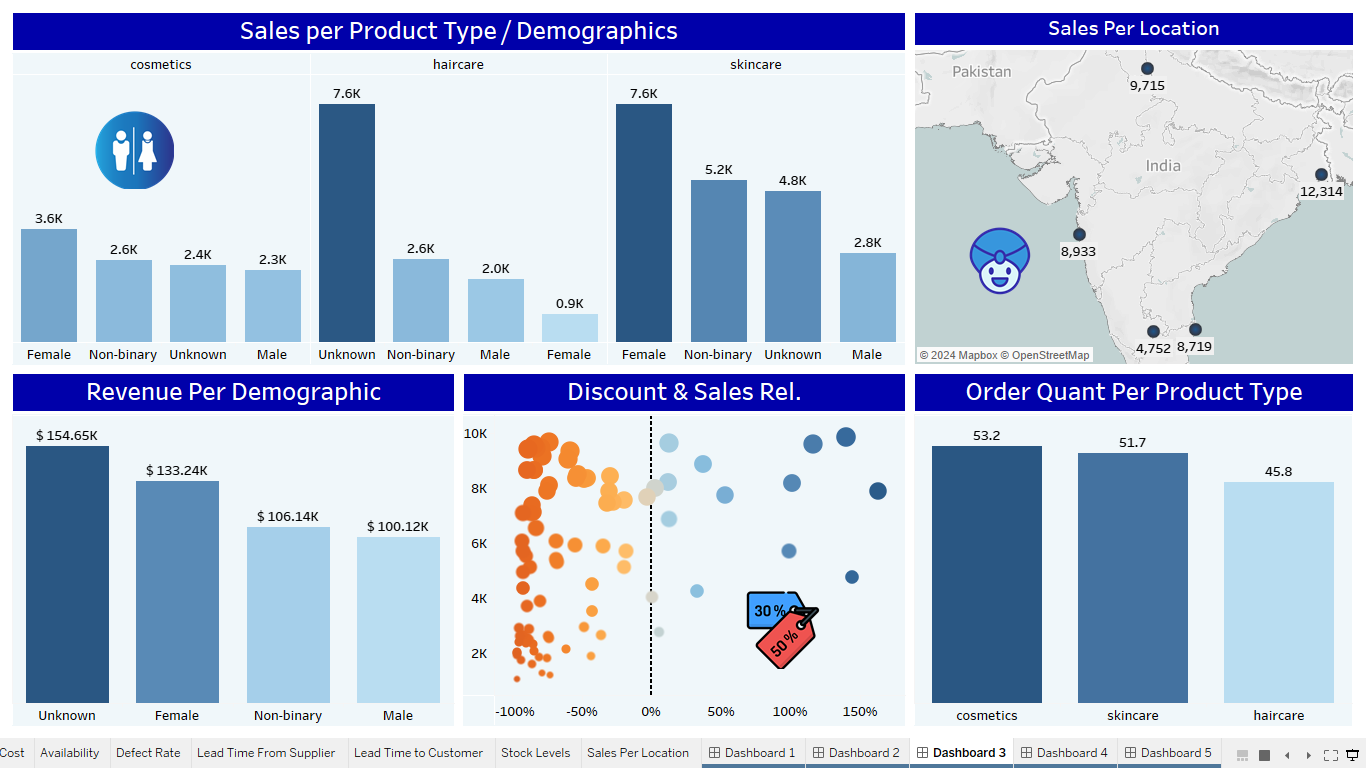 Sales per Product Type / Demographics
cosmetics haircare skincare
7.6K 7.6K
5.2K
4.8K
3.6K
2.6K 2.4K 2.3K
2.6K 2.0K 0.9K
2.8K
Female Non-binary Unknown Male Unknown Non-binary Male Female Female Non-binary Unknown Male
Sales Per Location
Pakistan
9,715
India
12,314
8,933
4,752 8,719
© 2024 Mapbox © OpenStreetMap
Revenue Per Demographic
$ 154.65K
$ 133.24K
$ 106.14K
$ 100.12K
Unknown Female Non-binary Male
Discount & Sales Rel.
10K
8K
6K
4K
2K
30%
50%
-100% -50% 0% 50% 100% 150%
Order Quant Per Product Type
53.2
51.7
45.8
cosmetics skincare haircare
Cost Availability Defect Rate Lead Time From Supplier Lead Time to Customer Stock Levels Sales Per Location Dashboard 1 Dashboard 2 Dashboard 3 Dashboard 4 Dashboard 5